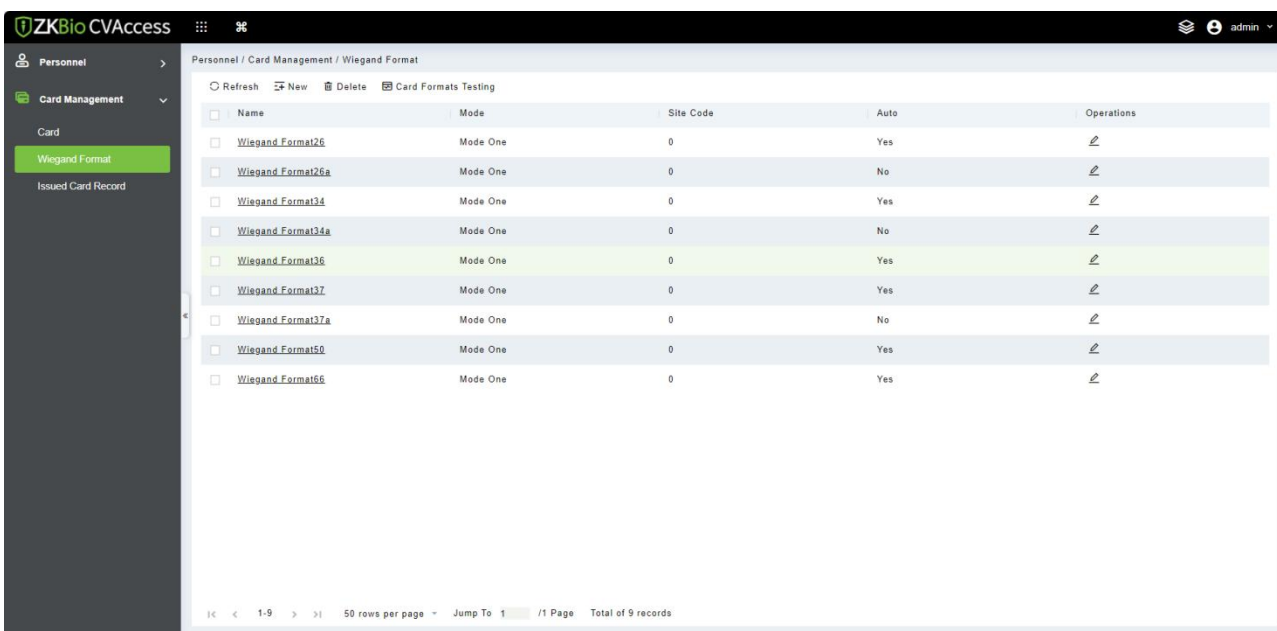 ZKBio CVAccess admin
Personnel
Card Management
Card
Wiegand Format
Issued Card Record
Personnel / Card Management / Wiegand Format
Refresh New Delete Card Formats Testing
Name Mode Site Code Auto Operations
Wiegand Format26 Mode One 0 Yes
Wiegand Format26a Mode One 0 No
Wiegand Format34 Mode One 0 Yes
Wiegand Format34a Mode One 0 No
Wiegand Format36 Mode One 0 Yes
Wiegand Format37 Mode One 0 Yes
Wiegand Format37a Mode One 0 No
Wiegand Format50 Mode One 0 Yes
Wiegand Format66 Mode One 0 Yes
1-9 50 rows per page Jump To 1 /1 Page Total of 9 records